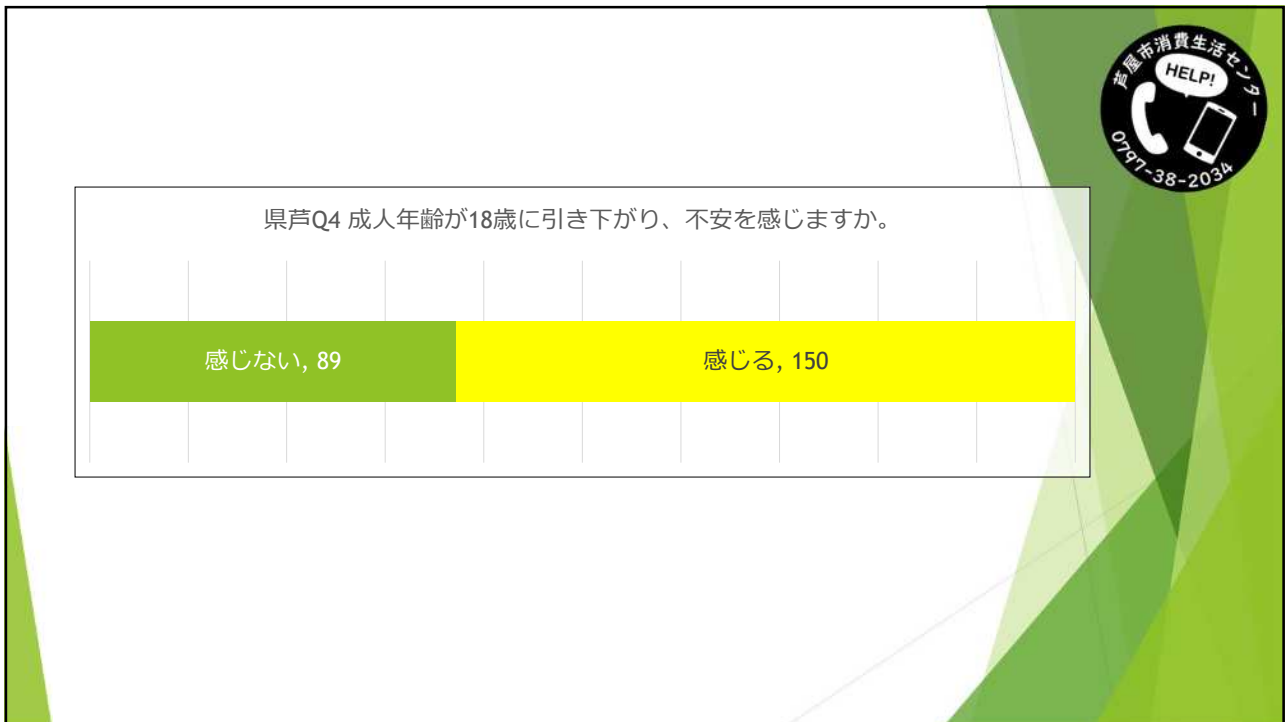 芦屋市消費生活センター
HELP!
0797-38-2034
県芦Q4 成人年齢が18歳に引き下がり、不安を感じますか。
感じない, 89
感じる, 150